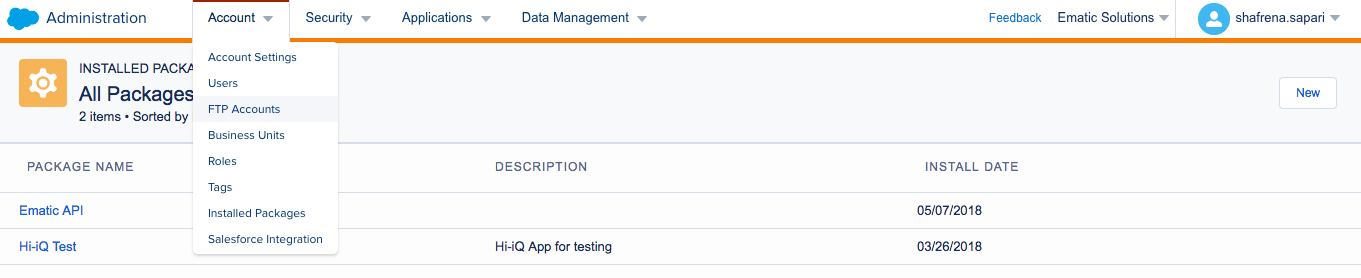 Administration Account Security Applications Data Management Feedback Ematic Solutions shafrena.sapari
Account Settings
Users
FTP Accounts
Business Units
Roles
Tags
Installed Packages
Salesforce Integration
INSTALLED PACKA
All Packages
2 items • Sorted by
New
PACKAGE NAME DESCRIPTION INSTALL DATE
Ematic API 05/07/2018
Hi-iQ Test Hi-iQ App for testing 03/26/2018